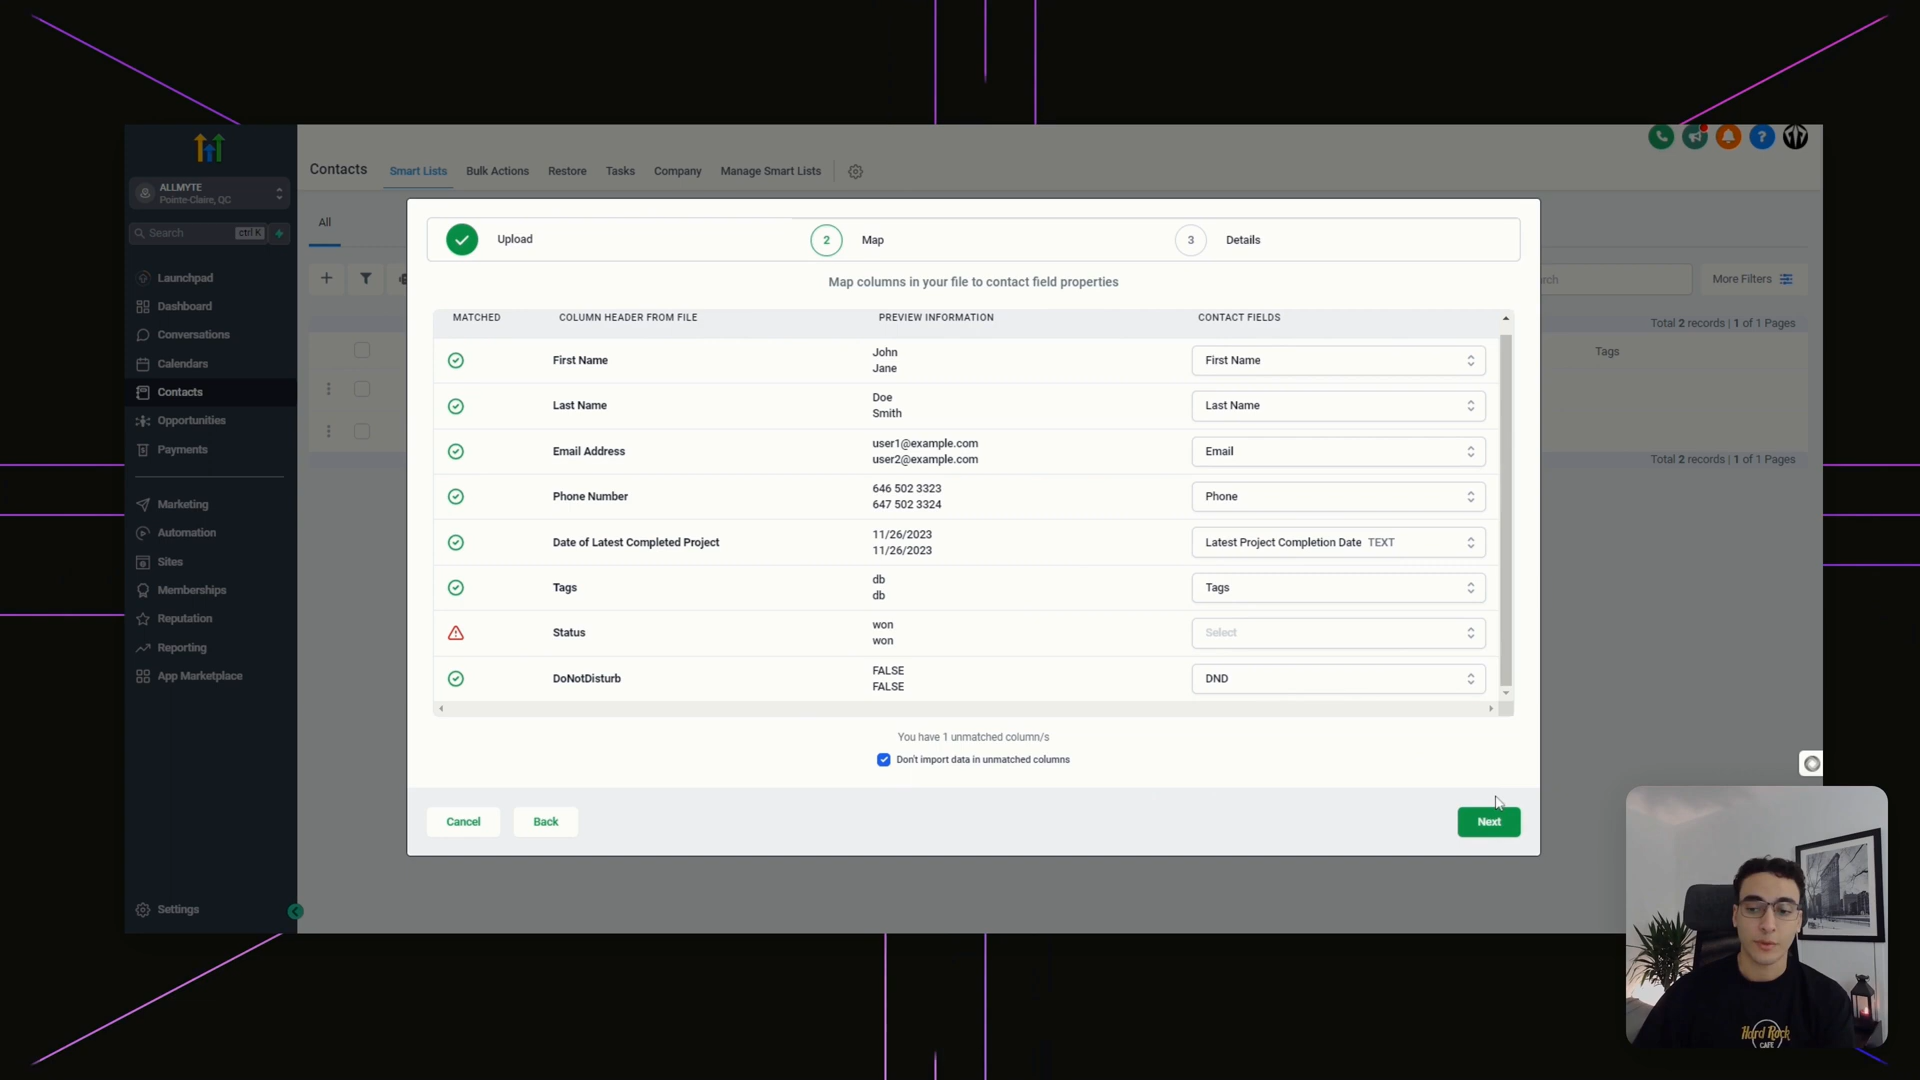 ALLMYTE
Pointe-Claire, QC
Search
ctrl K
Launchpad
Dashboard
Conversations
Calendars
Contacts
Opportunities
Payments
Marketing
Automation
Sites
Memberships
Reputation
Reporting
App Marketplace
Settings
Contacts
Smart Lists
Bulk Actions
Restore
Tasks
Company
Manage Smart Lists
All
rch
More Filters
Total 2 records | 1 of 1 Pages
Tags
Total 2 records | 1 of 1 Pages
Upload
2
Map
3
Details
Map columns in your file to contact field properties
MATCHED
COLUMN HEADER FROM FILE
PREVIEW INFORMATION
CONTACT FIELDS
First Name
John
Jane
First Name
Last Name
Doe
Smith
Last Name
Email Address
user1@example.com
user2@example.com
Email
Phone Number
646 502 3323
647 502 3324
Phone
Date of Latest Completed Project
11/26/2023
11/26/2023
Latest Project Completion Date TEXT
Tags
db
db
Tags
Status
won
won
Select
DoNotDisturb
FALSE
FALSE
DND
You have 1 unmatched column/s
Don't import data in unmatched columns
Cancel
Back
Next
Hard Rock
CAFE